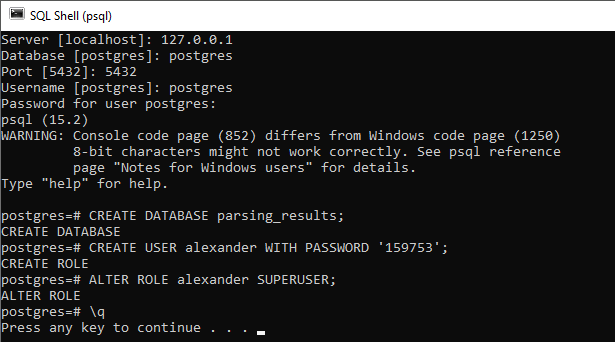 SQL Shell (psql)
Server [localhost]: 127.0.0.1
Database [postgres]: postgres
Port [5432]: 5432
Username [postgres]: postgres
Password for user postgres:
psql (15.2)
WARNING: Console code page (852) differs from Windows code page (1250)
         8-bit characters might not work correctly. See psql reference
         page "Notes for Windows users" for details.
Type "help" for help.

postgres=# CREATE DATABASE parsing_results;
CREATE DATABASE
postgres=# CREATE USER alexander WITH PASSWORD '159753';
CREATE ROLE
postgres=# ALTER ROLE alexander SUPERUSER;
ALTER ROLE
postgres=# \q
Press any key to continue . . .